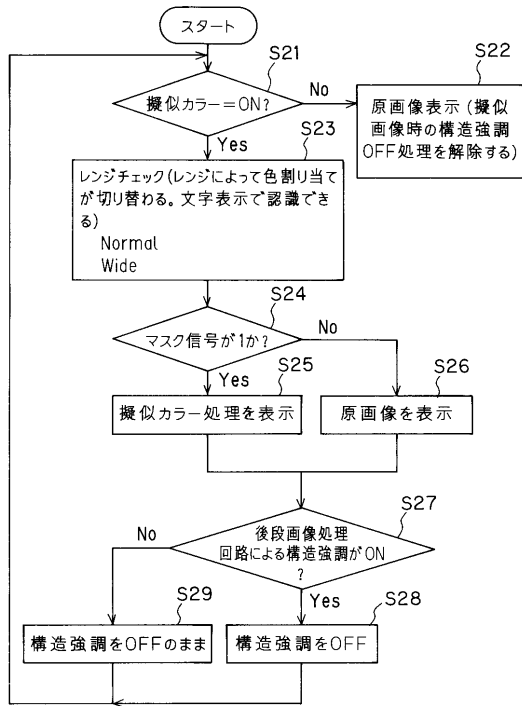 スタート
S21
擬似カラー=ON?
No
Yes
S22
原画像表示(擬似
画像時の構造強調
OFF処理を解除する)
S23
レンジチェック(レンジによって色割り当て
が切り替わる。文字表示で認識でき
る)
Normal
Wide
S24
マスク信号が1か?
No
Yes
S25
擬似カラー処理を表示
S26
原画像を表示
S27
後段画像処理
回路による構造強調がON
?
No
Yes
S29
構造強調をOFFのまま
S28
構造強調をOFF